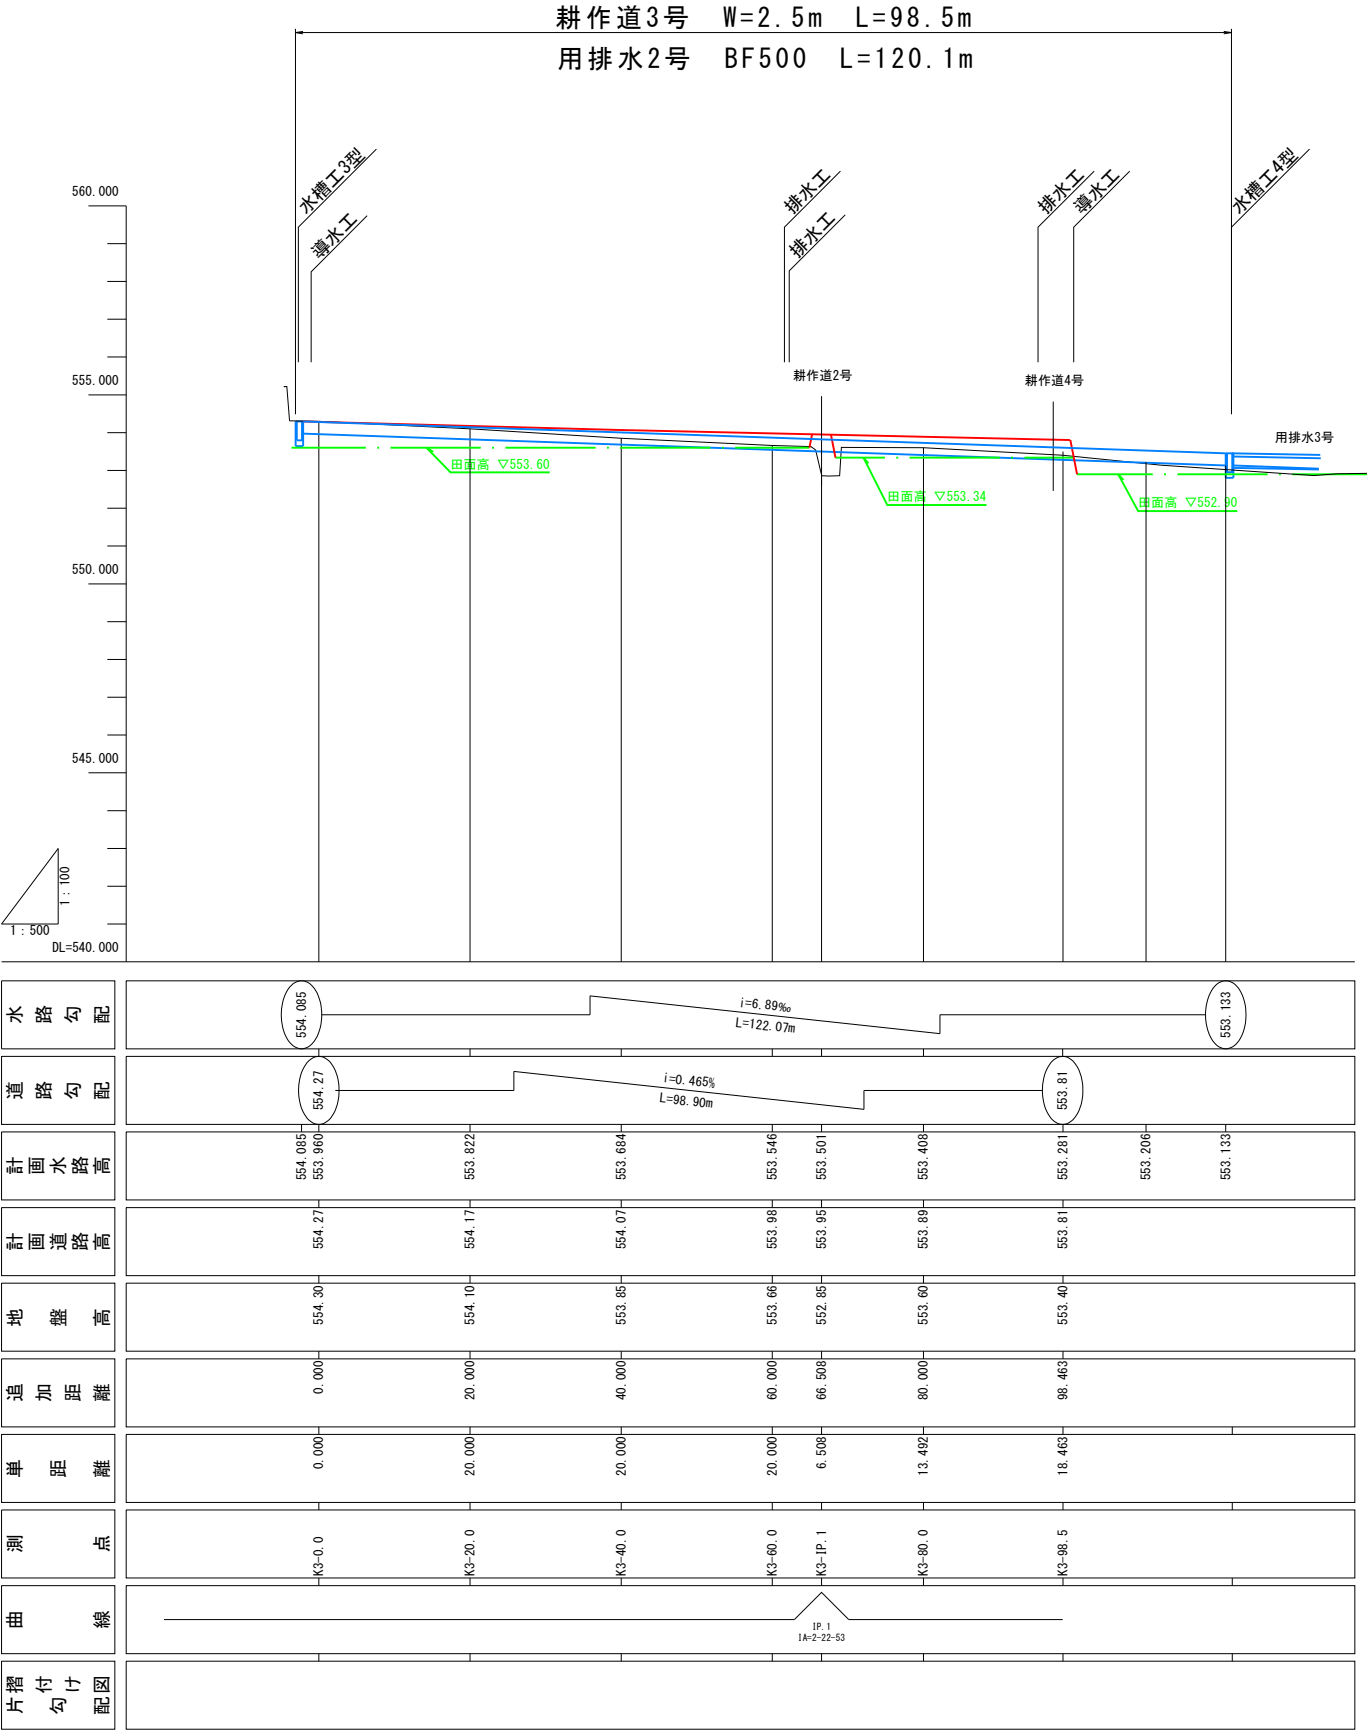 耕作道3号 W=2.5m L=98.5m
用排水2号 BF500 L=120.1m
水槽工3型
導水工
排水工
排水工
排水工
導水工
水槽工4型
560.000
555.000
550.000
545.000
DL=540.000
耕作道2号
耕作道4号
用排水3号
田面高 ▽553.60
田面高 ▽553.34
田面高 ▽552.90
1:100
1:500
水路勾配
554.085
i=6.89‰
L=122.07m
553.133
道路勾配
554.27
i=0.465%
L=98.90m
553.81
計画水路高
554.085
553.960
553.822
553.684
553.546
553.501
553.408
553.281
553.206
553.133
計画道路高
554.27
554.17
554.07
553.98
553.95
553.89
553.81
地盤高
554.30
554.10
553.85
553.66
552.85
553.60
553.40
追加距離
0.000
20.000
40.000
60.000
66.508
80.000
98.463
単距離
0.000
20.000
20.000
20.000
6.508
13.492
18.463
測点
K3-0.0
K3-20.0
K3-40.0
K3-60.0
K3-IP.1
K3-80.0
K3-98.5
曲線
IP.1
IA=2-22-53
片摺付け
勾配図